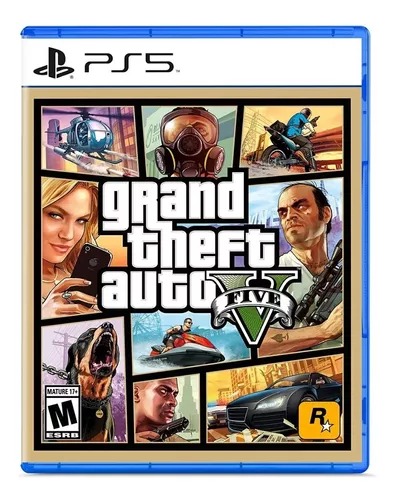 PS5
grand
theft
auto
V
FIVE
MATURE 17+
M
ESRB
R